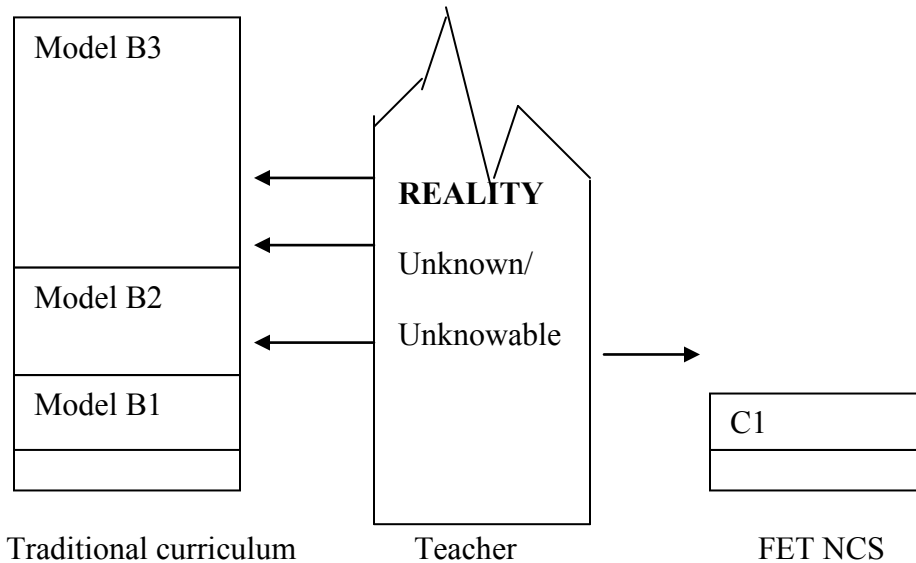 Model B3
REALITY
Unknown/
Model B2
Unknowable
Model B1
C1
Traditional curriculum
Teacher
FET NCS